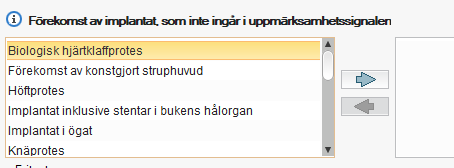 Förekomst av implantat, som inte ingår i uppmärksamhetssignalen
Biologisk hjärtklaffprotes
Förekomst av konstgjort struphuvud
Höftprotes
Implantat inklusive stentar i bukens hålorgan
Implantat i ögat
Knäprotes